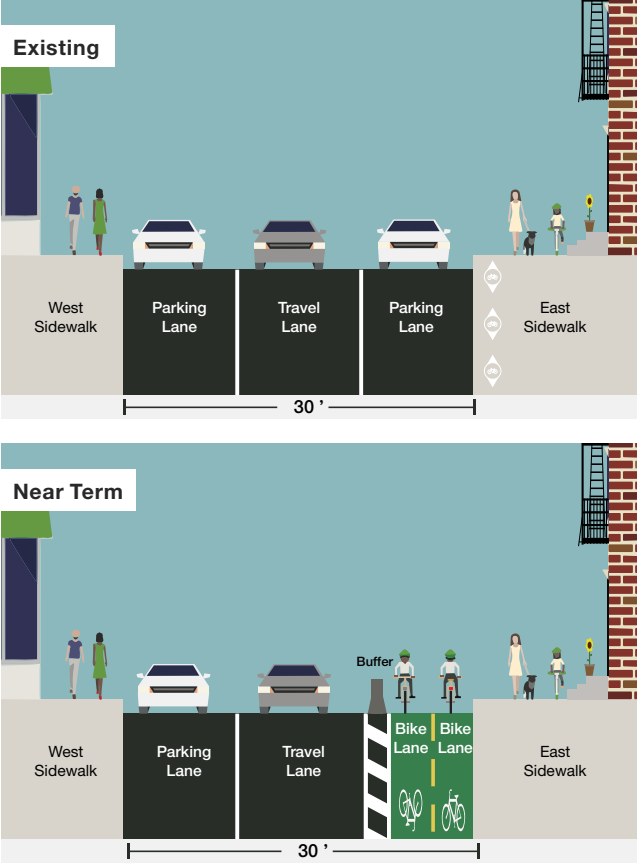 Existing
West
Sidewalk
Parking
Lane
Travel
Lane
Parking
Lane
East
Sidewalk
30 '
Near Term
Buffer
West
Sidewalk
Parking
Lane
Travel
Lane
Bike
Lane
Bike
Lane
East
Sidewalk
30 '